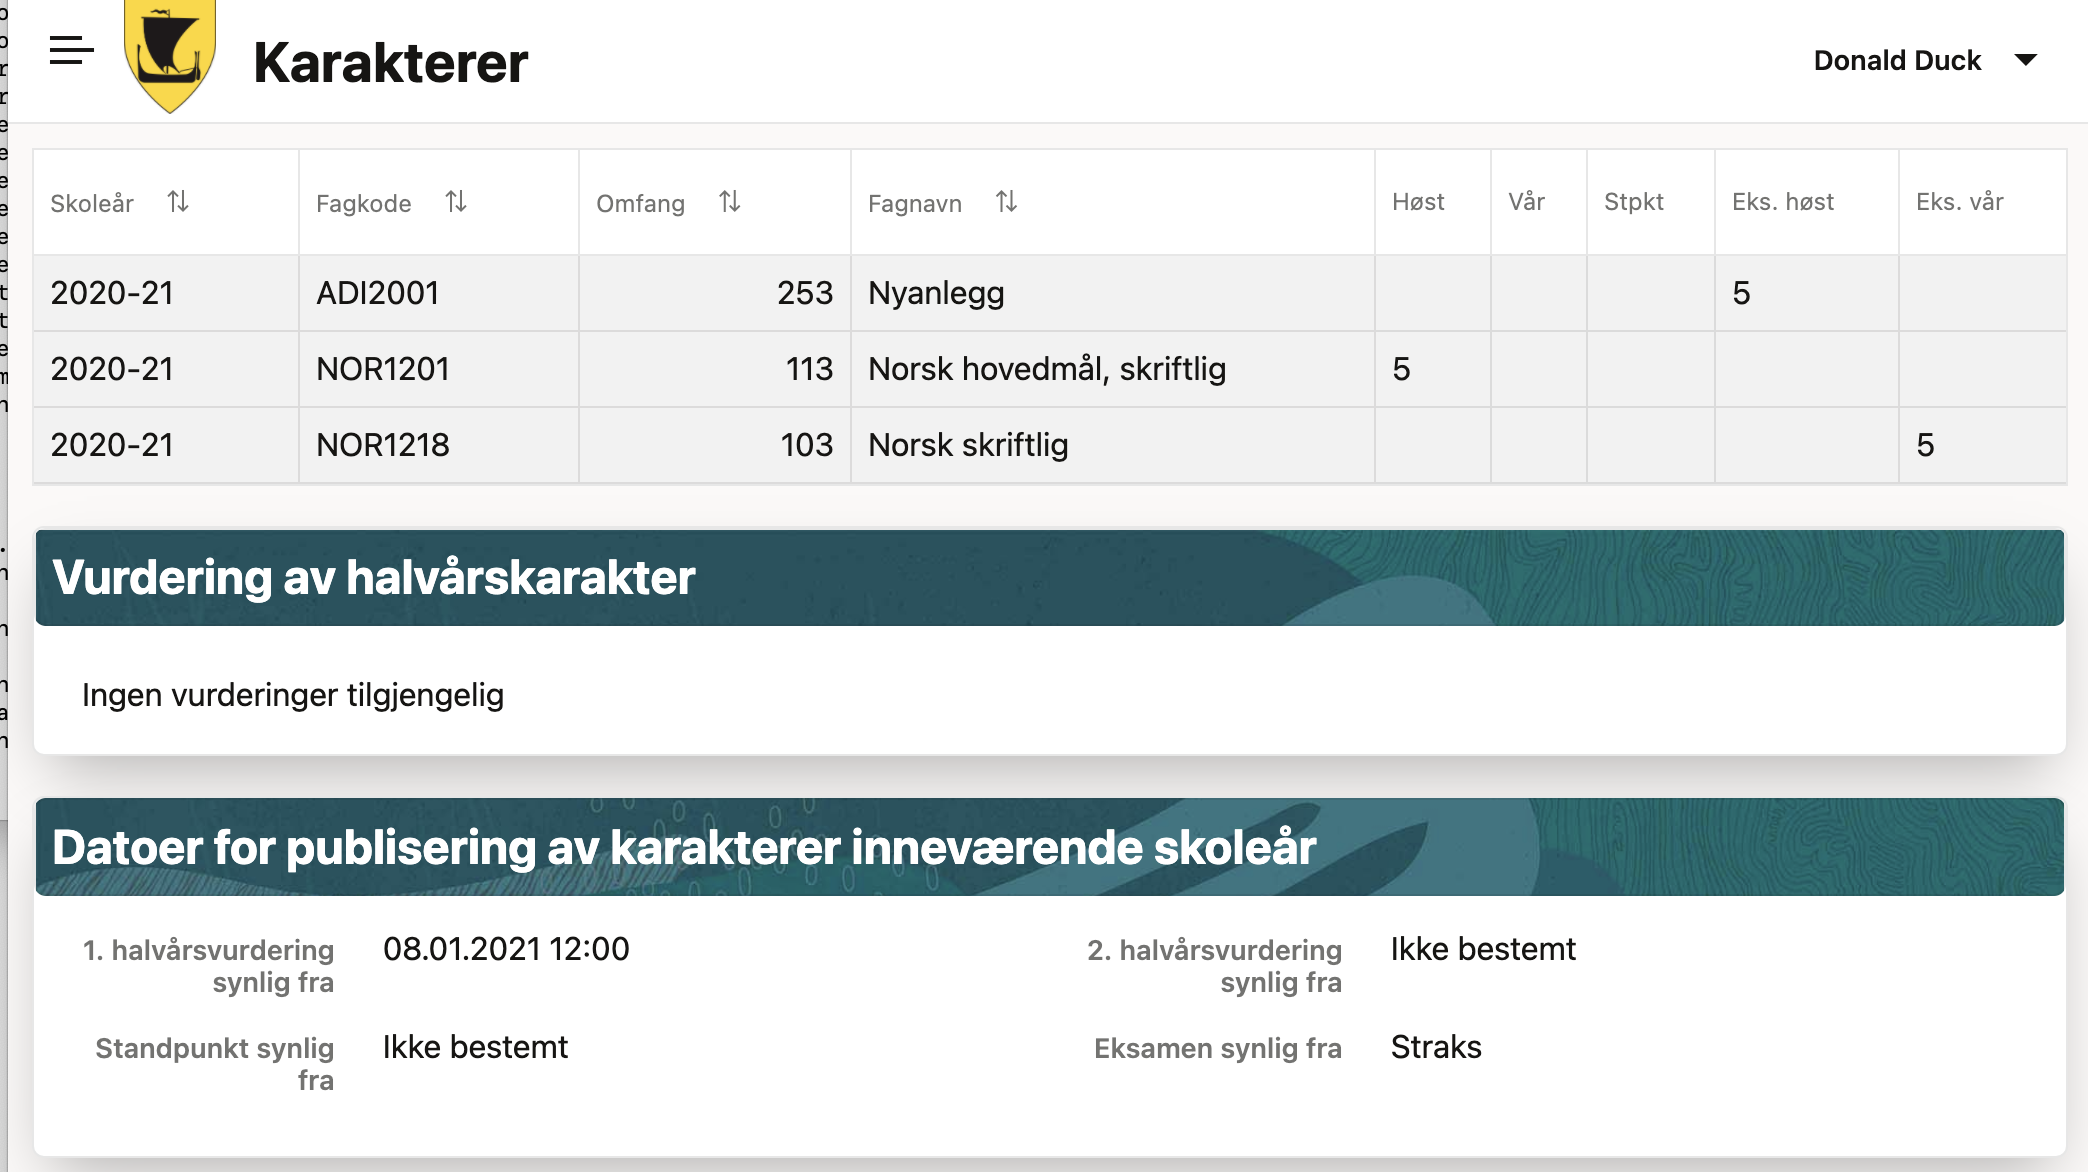 Karakterer
Donald Duck
Skoleår Fagkode Omfang Fagnavn Høst Vår Stpkt Eks. høst Eks. vår
2020-21 ADI2001 253 Nyanlegg 5
2020-21 NOR1201 113 Norsk hovedmål, skriftlig 5
2020-21 NOR1218 103 Norsk skriftlig 5
Vurdering av halvårskarakter
Ingen vurderinger tilgjengelig
Datoer for publisering av karakterer inneværende skoleår
1. halvårsvurdering synlig fra 08.01.2021 12:00
2. halvårsvurdering synlig fra Ikke bestemt
Standpunkt synlig fra Ikke bestemt
Eksamen synlig fra Straks